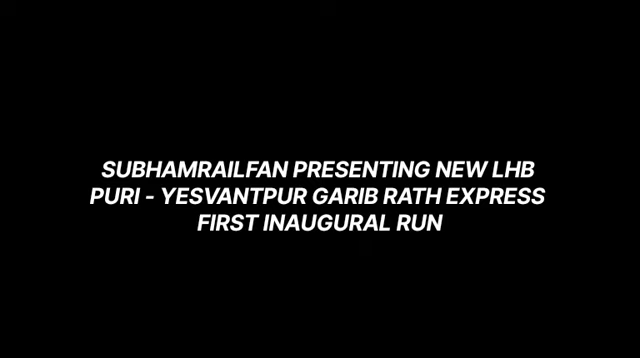 SUBHAMRAILFAN PRESENTING NEW LHB
PURI - YESVANTPUR GARIB RATH EXPRESS
FIRST INAUGURAL RUN